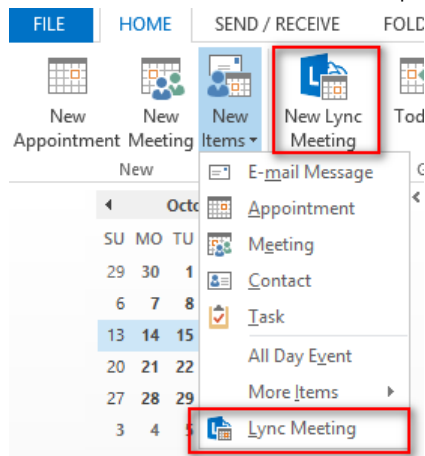 FILE HOME SEND / RECEIVE FOLD
New New New New Lync Tod
Appointment Meeting Items Meeting
New G
E-mail Message
Appointment
Meeting
Contact
Task
All Day Event
More Items
Lync Meeting
Octo
SU MO TU
29 30 1
6 7 8
13 14 15
20 21 22
27 28 29
3 4 5